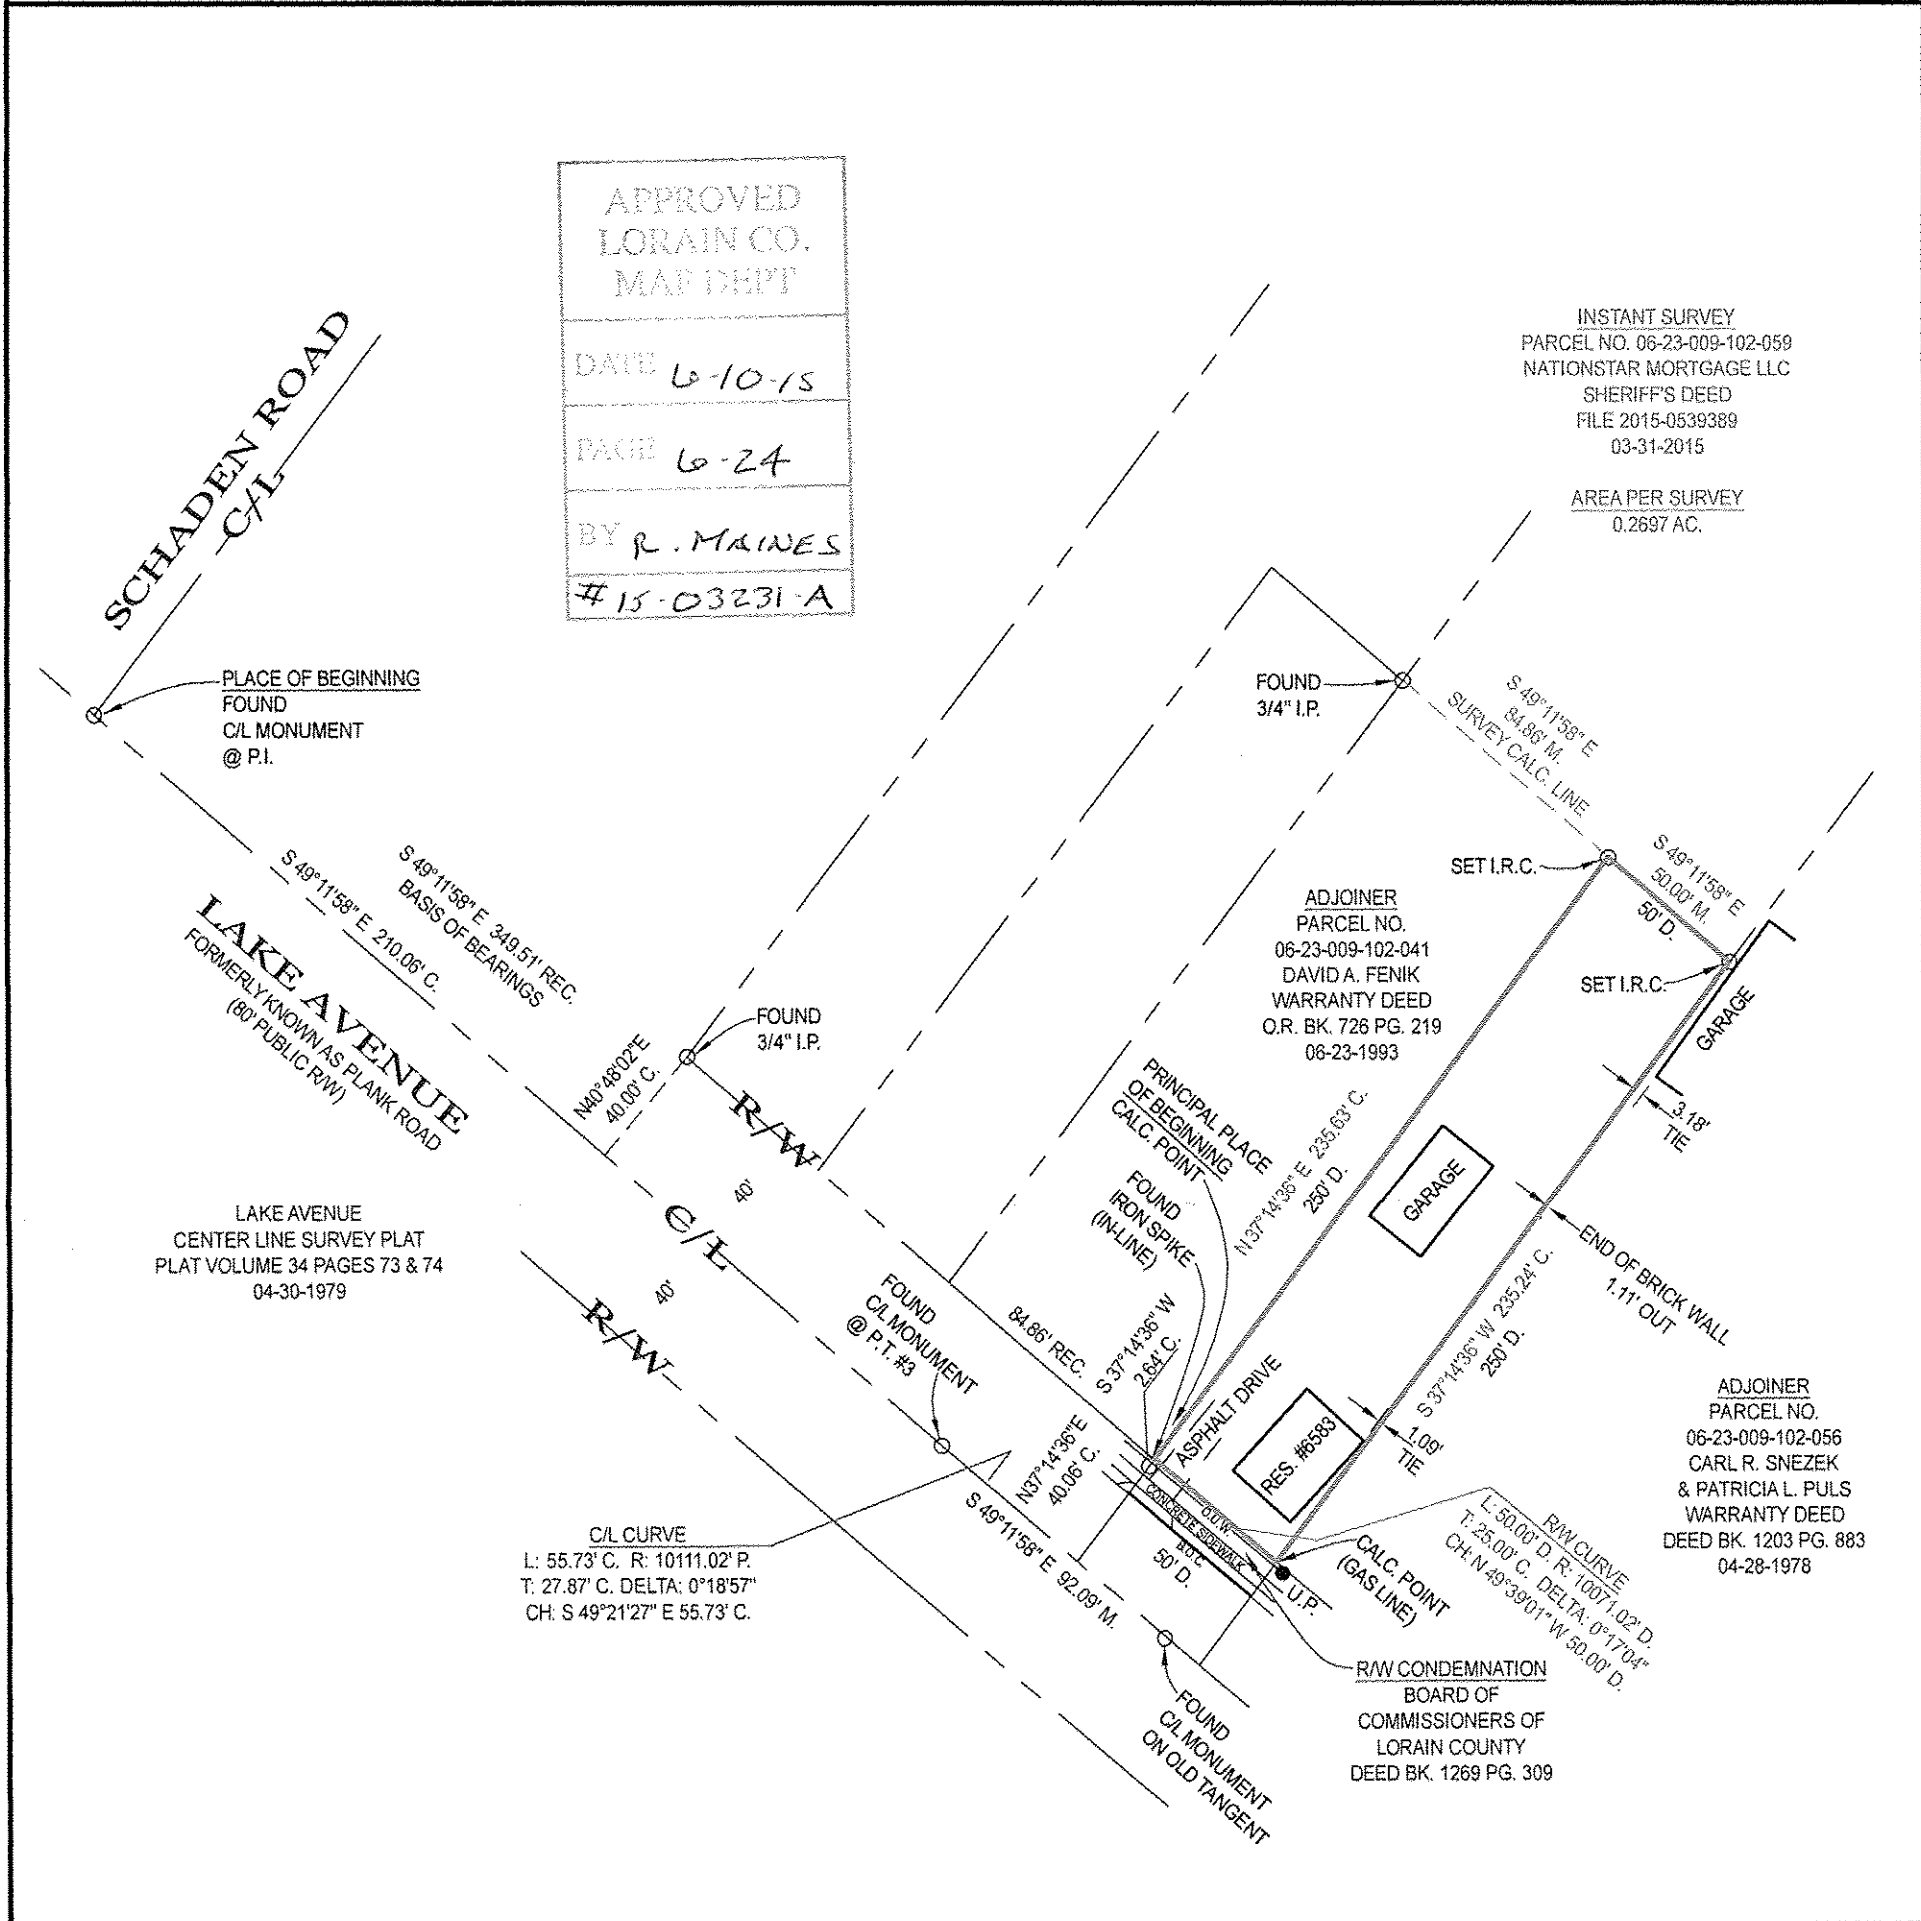 APPROVED
LORAIN CO.
MAP DEPT
DATE 6-10-15
PAGE 6-24
BY R. MAINES
# 15-03231-A
INSTANT SURVEY
PARCEL NO. 06-23-009-102-059
NATIONSTAR MORTGAGE LLC
SHERIFF'S DEED
FILE 2015-0539389
03-31-2015
AREA PER SURVEY
0.2697 AC.
SCHADEN ROAD
C/L
PLACE OF BEGINNING
FOUND
C/L MONUMENT
@ P.I.
FOUND
3/4" I.P.
S 49°11'58" E
84.86' M.
SURVEY CALC. LINE
SET I.R.C.
S 49°11'58" E
50.00' M.
50' D.
SET I.R.C.
GARAGE
3.18'
TIE
ADJOINER
PARCEL NO.
06-23-009-102-041
DAVID A. FENIK
WARRANTY DEED
O.R. BK. 726 PG. 219
06-23-1993
S 49°11'58" E 349.51' REC.
BASIS OF BEARINGS
S 49°11'58" E 210.06' C.
LAKE AVENUE
FORMERLY KNOWN AS PLANK ROAD
(80' PUBLIC R/W)
FOUND
3/4" I.P.
N40°48'02"E
40.00' C.
R/W
40'
C/L
40'
R/W
LAKE AVENUE
CENTER LINE SURVEY PLAT
PLAT VOLUME 34 PAGES 73 & 74
04-30-1979
PRINCIPAL PLACE
OF BEGINNING
CALC. POINT
FOUND
IRON SPIKE
(IN-LINE)
N 37°14'36" E 235.63' C.
250' D.
GARAGE
END OF BRICK WALL
1.11' OUT
S 37°14'36" W 235.24' C.
250' D.
FOUND
C/L MONUMENT
@ P.T. #3
84.86' REC.
S 37°14'36" W
2.64' C.
ASPHALT DRIVE
RES. #6583
1.09'
TIE
N37°14'36"E
40.06' C.
S 49°11'58" E 92.09' M.
O.U.W.
CONCRETE SIDEWALK
B.O.C.
50' D.
U.P.
CALC. POINT
(GAS LINE)
R/W CURVE
L: 50.00' D. R: 10071.02' D.
T: 25.00' C. DELTA: 0°17'04"
CH: N 49°39'01" W 50.00' D.
ADJOINER
PARCEL NO.
06-23-009-102-056
CARL R. SNEZEK
& PATRICIA L. PULS
WARRANTY DEED
DEED BK. 1203 PG. 883
04-28-1978
C/L CURVE
L: 55.73' C. R: 10111.02' P.
T: 27.87' C. DELTA: 0°18'57"
CH: S 49°21'27" E 55.73' C.
R/W CONDEMNATION
BOARD OF
COMMISSIONERS OF
LORAIN COUNTY
DEED BK. 1269 PG. 309
FOUND
C/L MONUMENT
ON OLD TANGENT